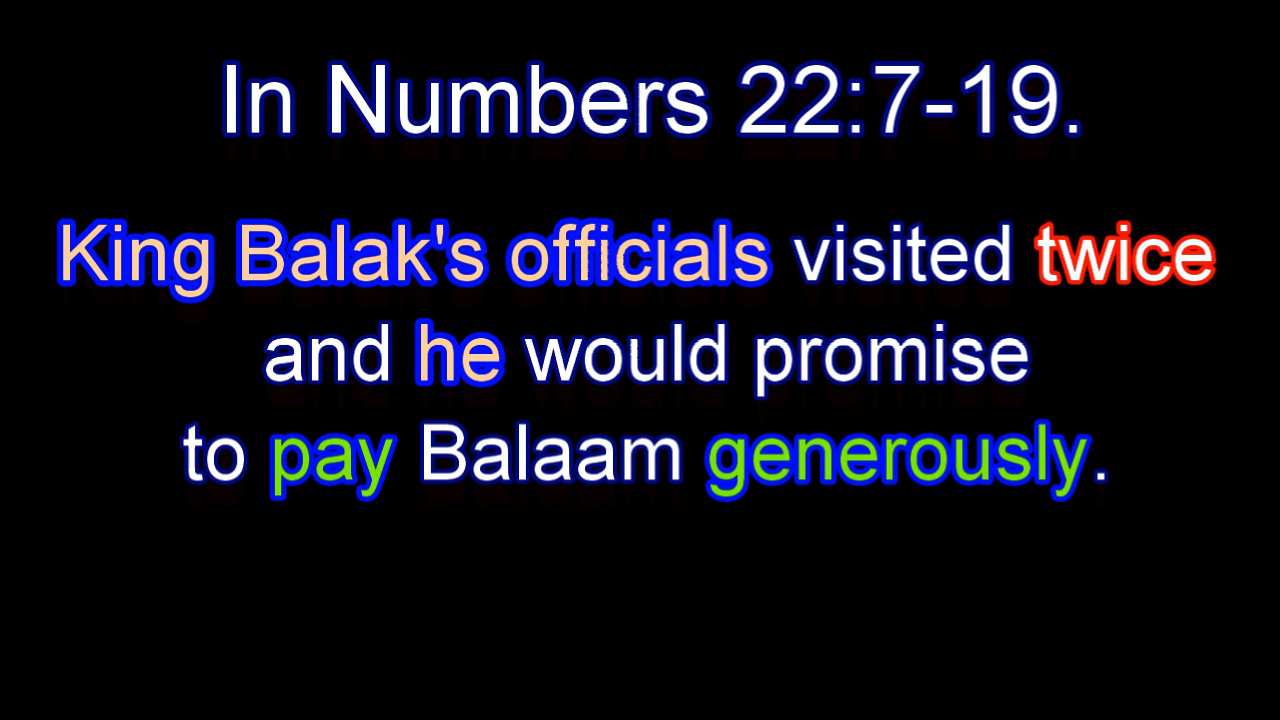 In Numbers 22:7-19.
King Balak's officials visited twice
and he would promise
to pay Balaam generously.